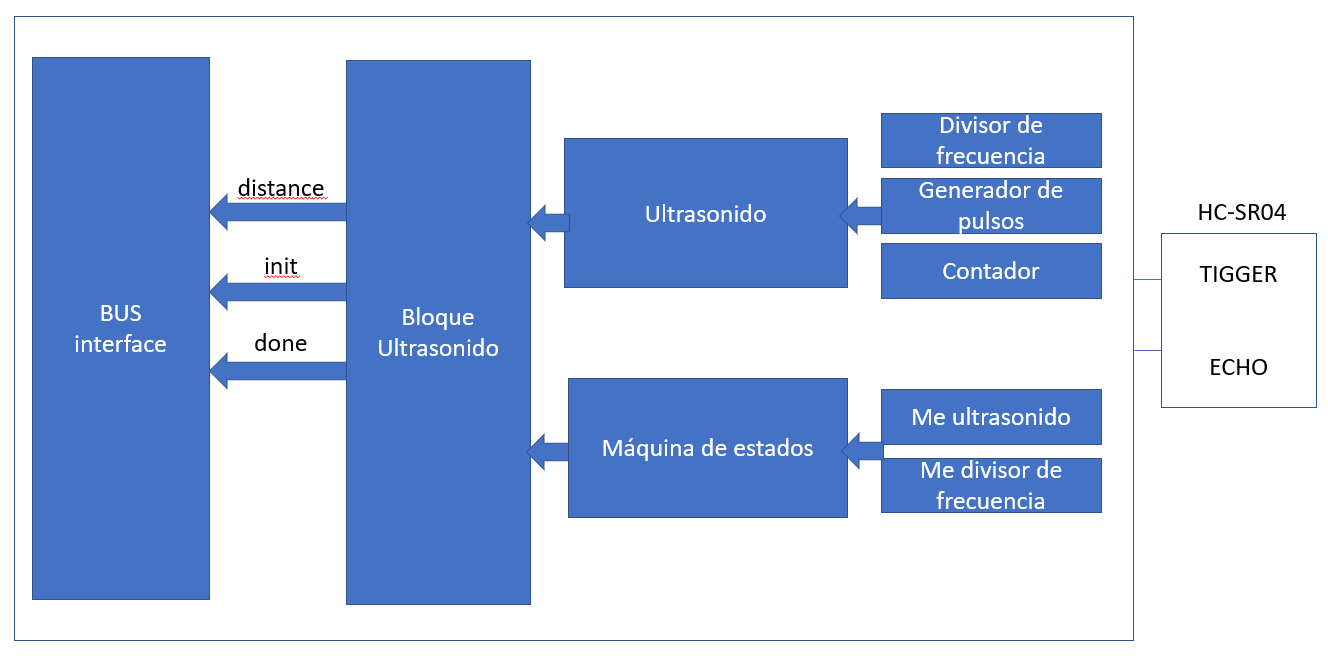 BUS
interface
distance
init
done
Bloque
Ultrasonido
Ultrasonido
Divisor de
frecuencia
Generador de
pulsos
Contador
Máquina de estados
Me ultrasonido
Me divisor de
frecuencia
HC-SR04
TIGGER
ECHO